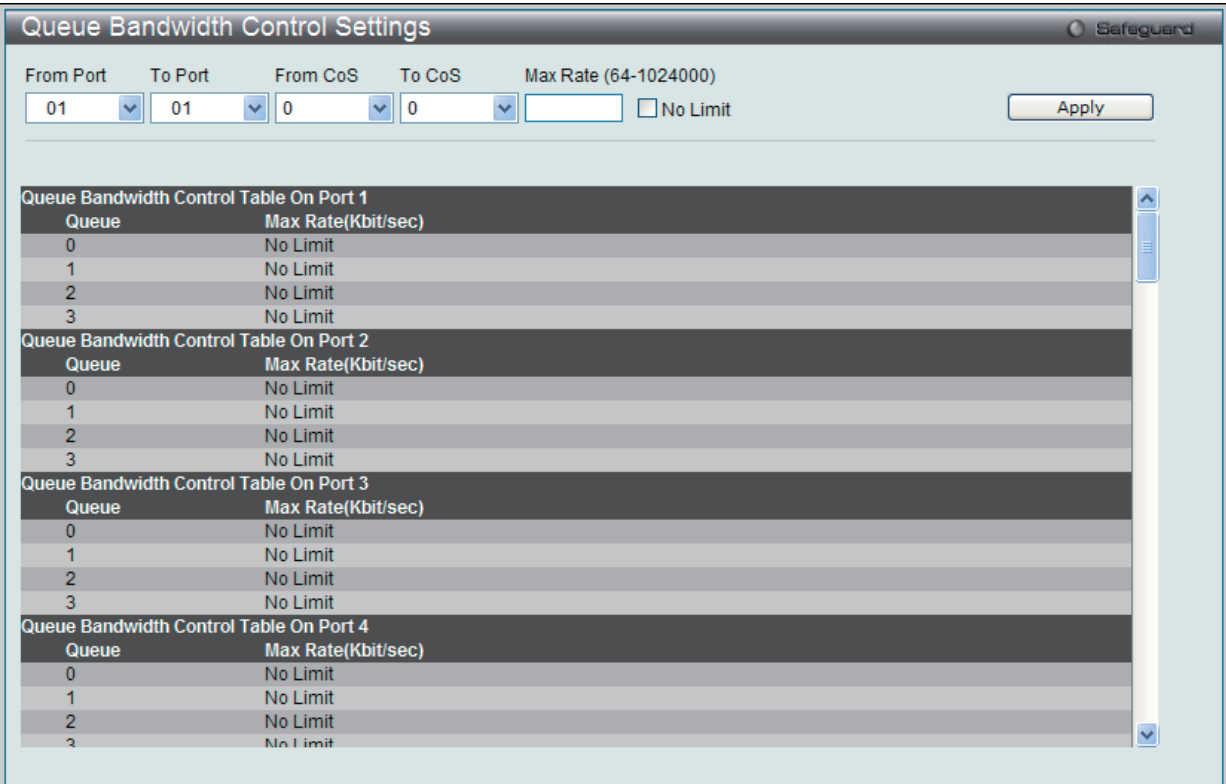 Queue Bandwidth Control Settings Safeguard
From Port To Port From CoS To CoS Max Rate (64-1024000)
01 01 0 0 No Limit Apply
Queue Bandwidth Control Table On Port 1
Queue Max Rate(Kbit/sec)
0 No Limit
1 No Limit
2 No Limit
3 No Limit
Queue Bandwidth Control Table On Port 2
Queue Max Rate(Kbit/sec)
0 No Limit
1 No Limit
2 No Limit
3 No Limit
Queue Bandwidth Control Table On Port 3
Queue Max Rate(Kbit/sec)
0 No Limit
1 No Limit
2 No Limit
3 No Limit
Queue Bandwidth Control Table On Port 4
Queue Max Rate(Kbit/sec)
0 No Limit
1 No Limit
2 No Limit
3 No Limit